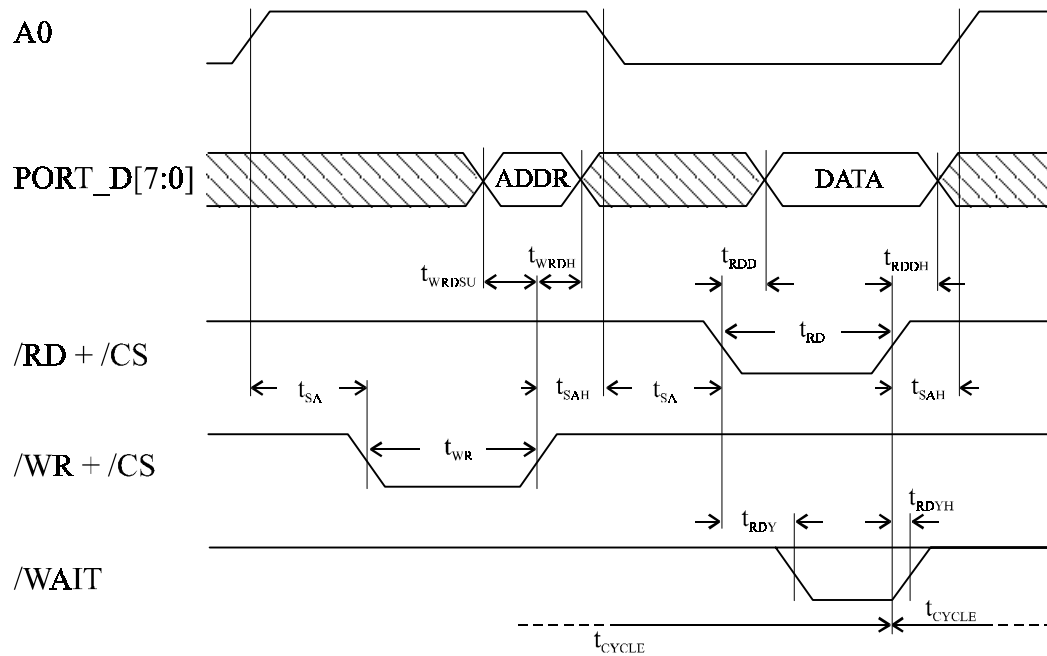 A0
PORT_D[7:0]
ADDR
DATA
tWRDSU
tWRDH
tRDD
tRDDH
/RD + /CS
tRD
tSA
tSAH
tSA
tSAH
/WR + /CS
tWR
tRDY
tRDYH
/WAIT
tCYCLE
tCYCLE